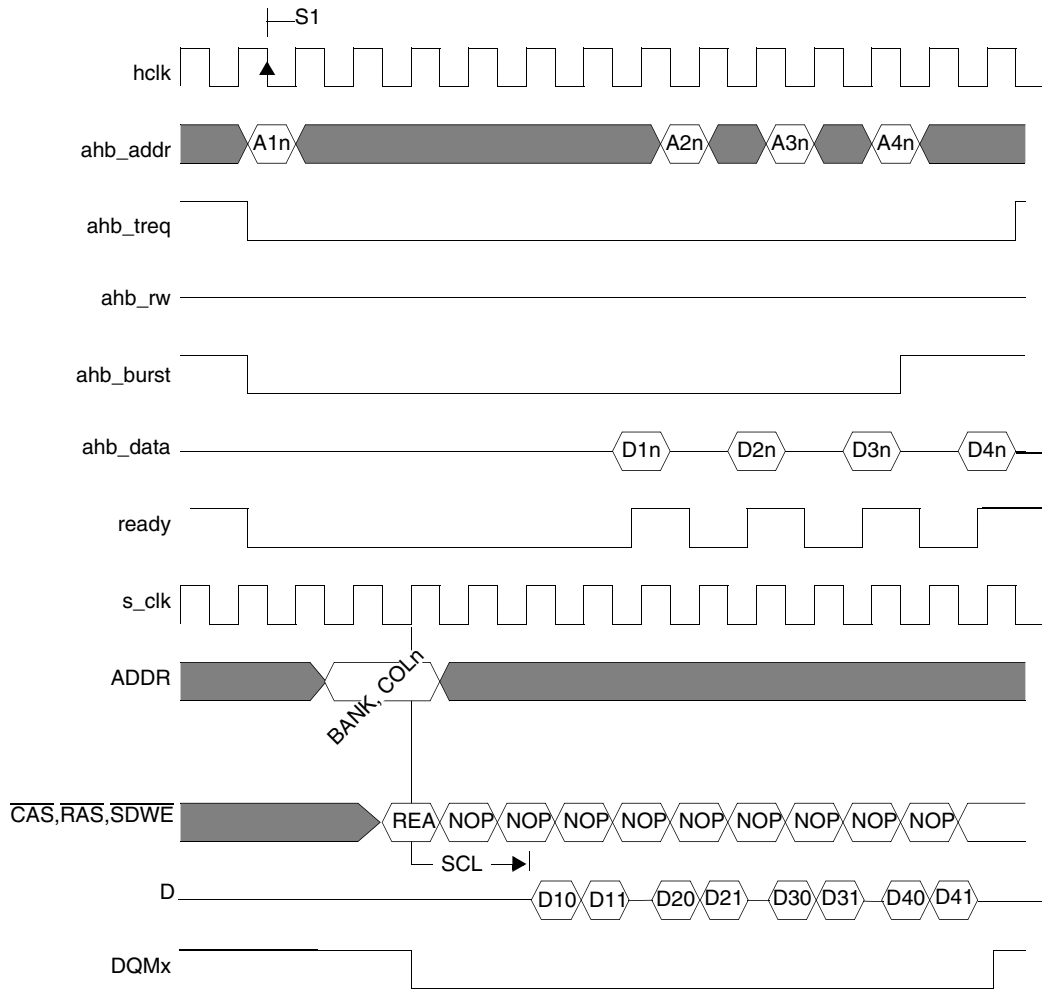 S1
hclk
ahb_addr A1n A2n A3n A4n
ahb_treq
ahb_rw
ahb_burst
ahb_data D1n D2n D3n D4n
ready
s_clk
ADDR BANK, COLn
CAS,RAS,SDWE REA NOP NOP NOP NOP NOP NOP NOP NOP NOP
SCL
D D10 D11 D20 D21 D30 D31 D40 D41
DQMx